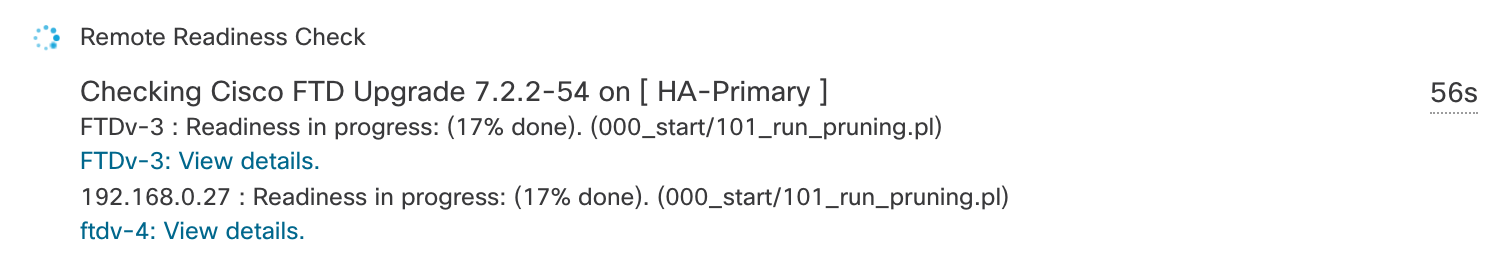 Remote Readiness Check
Checking Cisco FTD Upgrade 7.2.2-54 on [ HA-Primary ]
56s
FTDv-3 : Readiness in progress: (17% done). (000_start/101_run_pruning.pl)
FTDv-3: View details.
192.168.0.27 : Readiness in progress: (17% done). (000_start/101_run_pruning.pl)
ftdv-4: View details.